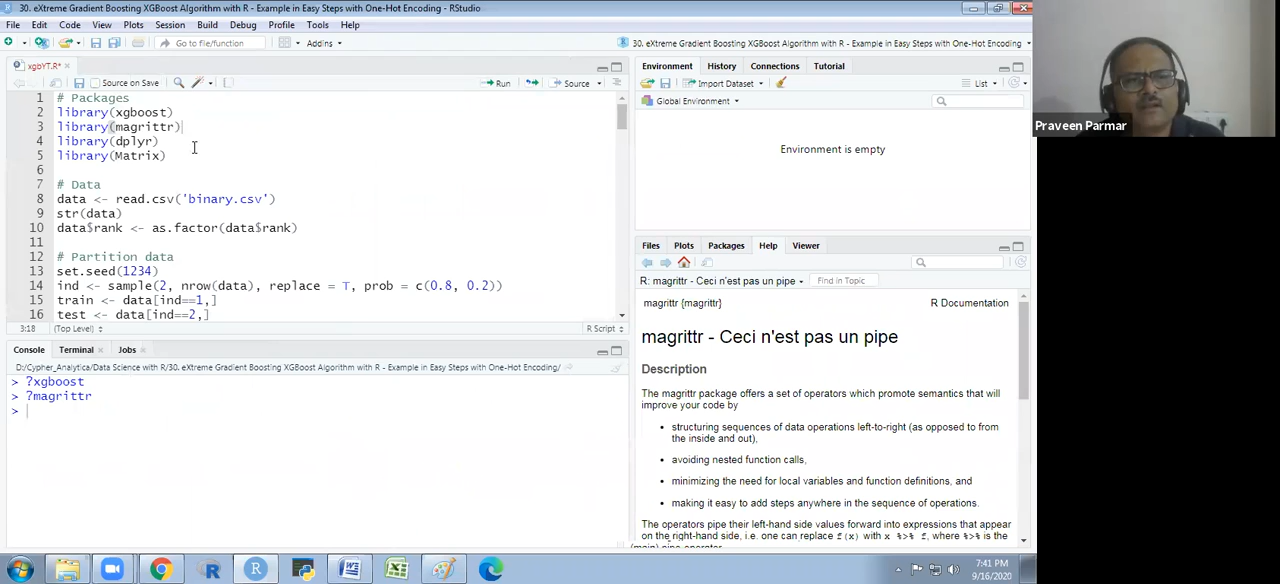 30. eXtreme Gradient Boosting XGBoost Algorithm with R - Example in Easy Steps with One-Hot Encoding - RStudio
File Edit Code View Plots Session Build Debug Profile Tools Help
Go to file/function
Addins
30. eXtreme Gradient Boosting XGBoost Algorithm with R - Example in Easy Steps with One-Hot Encoding
xgbYT.R*
Source on Save
Run
Source
1 # Packages
2 library(xgboost)
3 library(magrittr)
4 library(dplyr)
5 library(Matrix)
6
7 # Data
8 data <- read.csv('binary.csv')
9 str(data)
10 data$rank <- as.factor(data$rank)
11
12 # Partition data
13 set.seed(1234)
14 ind <- sample(2, nrow(data), replace = T, prob = c(0.8, 0.2))
15 train <- data[ind==1,]
16 test <- data[ind==2,]
3:18 (Top Level) R Script
Console Terminal Jobs
D:/Cypher_Analytica/Data Science with R/30. eXtreme Gradient Boosting XGBoost Algorithm with R - Example in Easy Steps with One-Hot Encoding/
> ?xgboost
> ?magrittr
>
Environment History Connections Tutorial
Import Dataset
List
Global Environment
Environment is empty
Files Plots Packages Help Viewer
R: magrittr - Ceci n'est pas un pipe
Find in Topic
magrittr {magrittr}
R Documentation
magrittr - Ceci n'est pas un pipe
Description
The magrittr package offers a set of operators which promote semantics that will
improve your code by
• structuring sequences of data operations left-to-right (as opposed to from
the inside and out),
• avoiding nested function calls,
• minimizing the need for local variables and function definitions, and
• making it easy to add steps anywhere in the sequence of operations.
The operators pipe their left-hand side values forward into expressions that appear
on the right-hand side, i.e. one can replace f(x) with x %>% f, where %>% is the
(main) pipe-operator.
Praveen Parmar
7:41 PM
9/16/2020